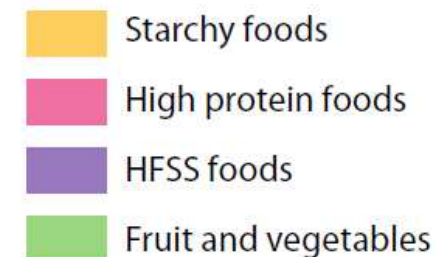 Starchy foods
High protein foods
HFSS foods
Fruit and vegetables